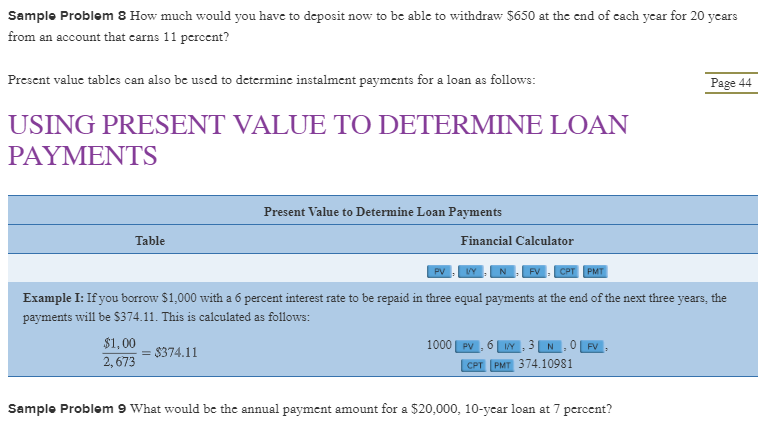 Sample Problem 8 How much would you have to deposit now to be able to withdraw $650 at the end of each year for 20 years
from an account that earns 11 percent?
Present value tables can also be used to determine instalment payments for a loan as follows:
Page 44
USING PRESENT VALUE TO DETERMINE LOAN
PAYMENTS
Present Value to Determine Loan Payments
Table
Financial Calculator
PV , I/Y , N , FV , CPT PMT
Example I: If you borrow $1,000 with a 6 percent interest rate to be repaid in three equal payments at the end of the next three years, the
payments will be $374.11. This is calculated as follows:
$1,00
2,673
= $374.11
1000 PV , 6 I/Y , 3 N , 0 FV ,
CPT PMT 374.10981
Sample Problem 9 What would be the annual payment amount for a $20,000, 10-year loan at 7 percent?